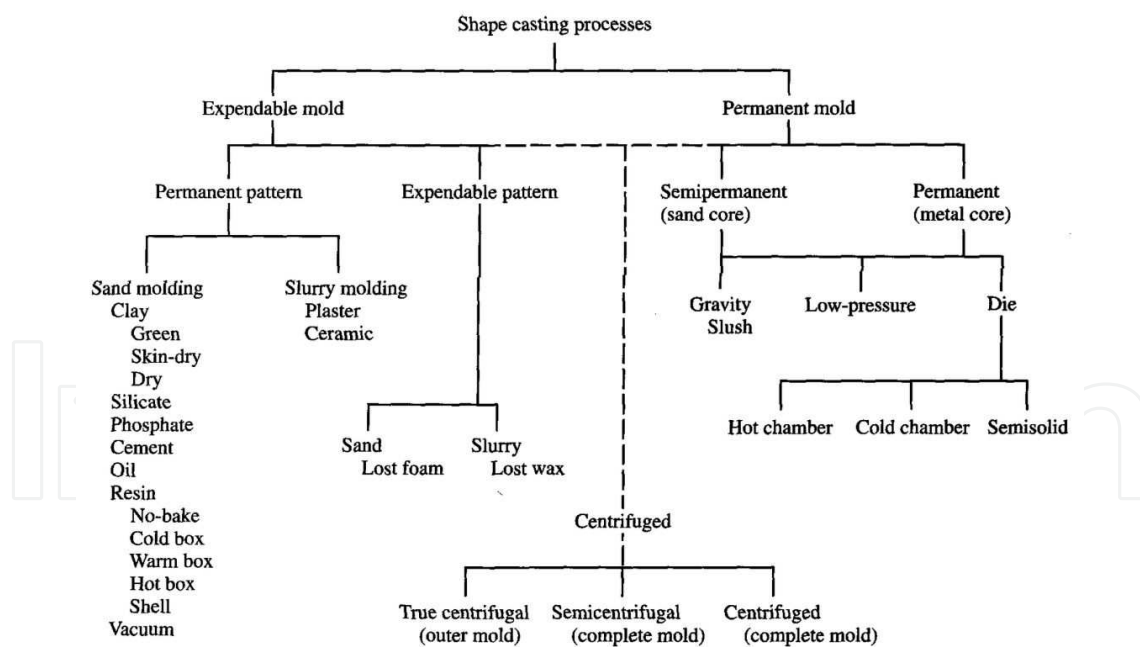 Shape casting processes
Expendable mold
Permanent mold
Permanent pattern
Expendable pattern
Semipermanent
(sand core)
Permanent
(metal core)
Sand molding
Clay
Green
Skin-dry
Dry
Silicate
Phosphate
Cement
Oil
Resin
No-bake
Cold box
Warm box
Hot box
Shell
Vacuum
Slurry molding
Plaster
Ceramic
Sand
Lost foam
Slurry
Lost wax
Gravity
Slush
Low-pressure
Die
Hot chamber
Cold chamber
Semisolid
Centrifuged
True centrifugal
(outer mold)
Semicentrifugal
(complete mold)
Centrifuged
(complete mold)